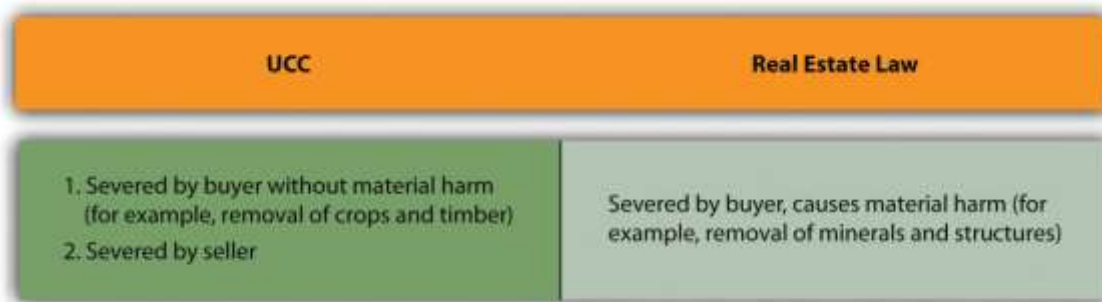 UCC
Real Estate Law
1. Severed by buyer without material harm
(for example, removal of crops and timber)
2. Severed by seller
Severed by buyer, causes material harm (for
example, removal of minerals and structures)